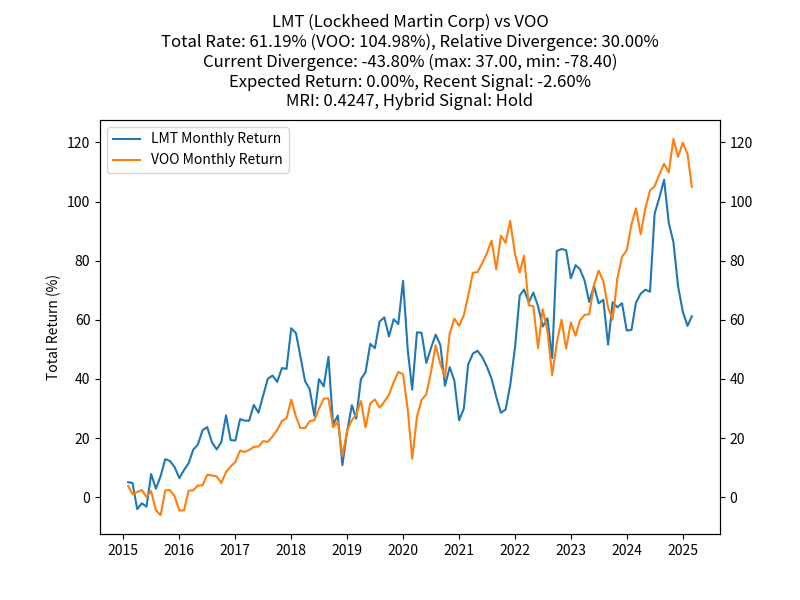 LMT (Lockheed Martin Corp) vs VOO
Total Rate: 61.19% (VOO: 104.98%), Relative Divergence: 30.00%
Current Divergence: -43.80% (max: 37.00, min: -78.40)
Expected Return: 0.00%, Recent Signal: -2.60%
MRI: 0.4247, Hybrid Signal: Hold
LMT Monthly Return
VOO Monthly Return
Total Return (%)
120
100
80
60
40
20
0
120
100
80
60
40
20
0
2015 2016 2017 2018 2019 2020 2021 2022 2023 2024 2025